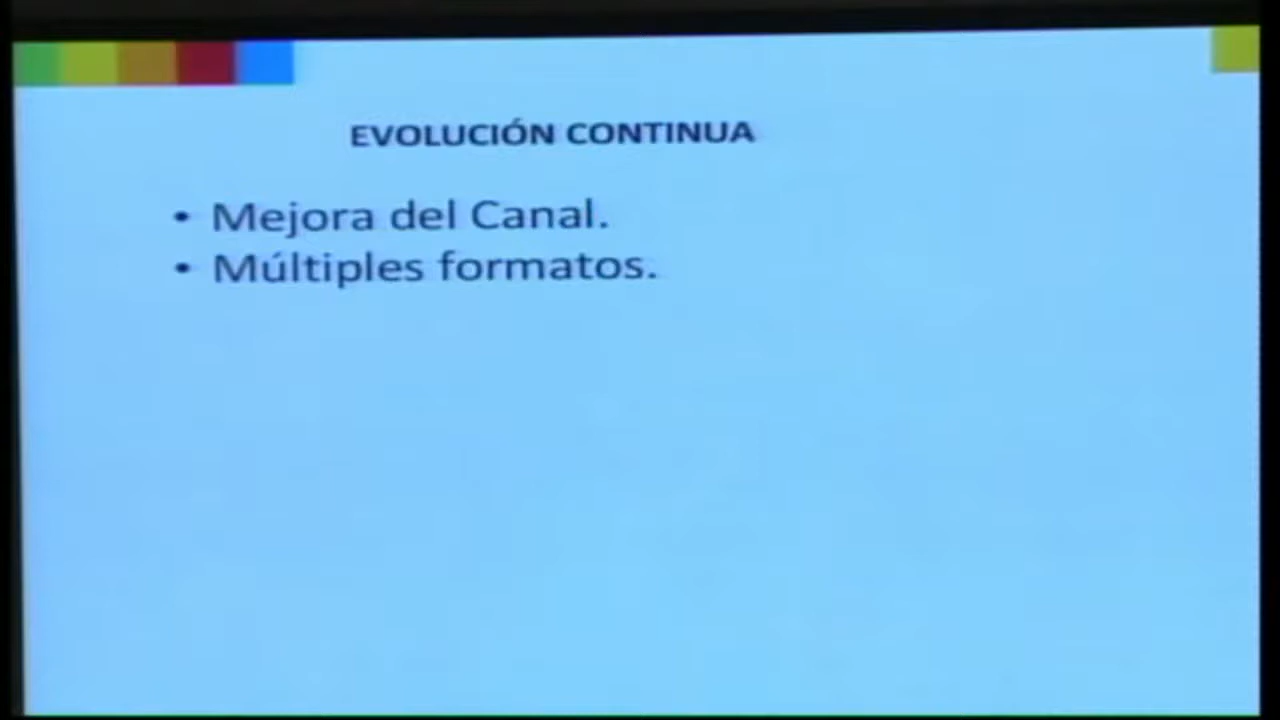 EVOLUCIÓN CONTINUA
• Mejora del Canal.
• Múltiples formatos.